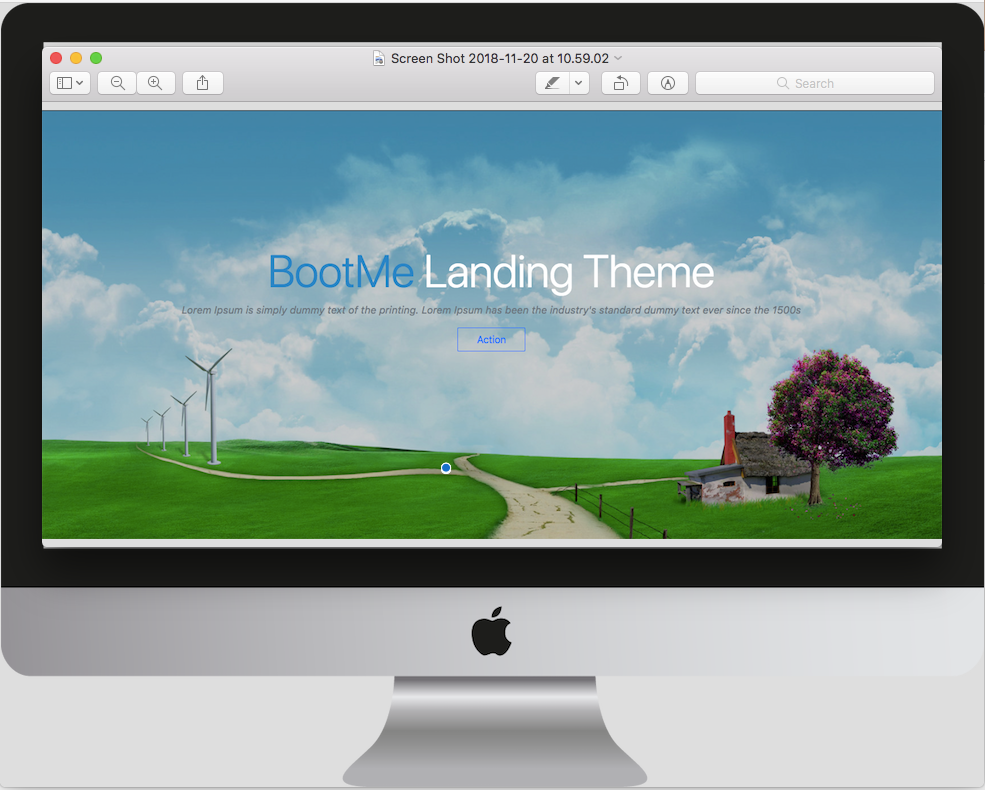 Screen Shot 2018-11-20 at 10.59.02
Search
BootMe Landing Theme
Lorem Ipsum is simply dummy text of the printing. Lorem Ipsum has been the industry's standard dummy text ever since the 1500s
Action